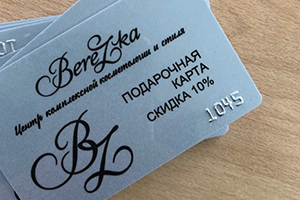 BereZka
Центр комплексной косметологии и стиля
ПОДАРОЧНАЯ
КАРТА
СКИДКА 10%
1045
BZ